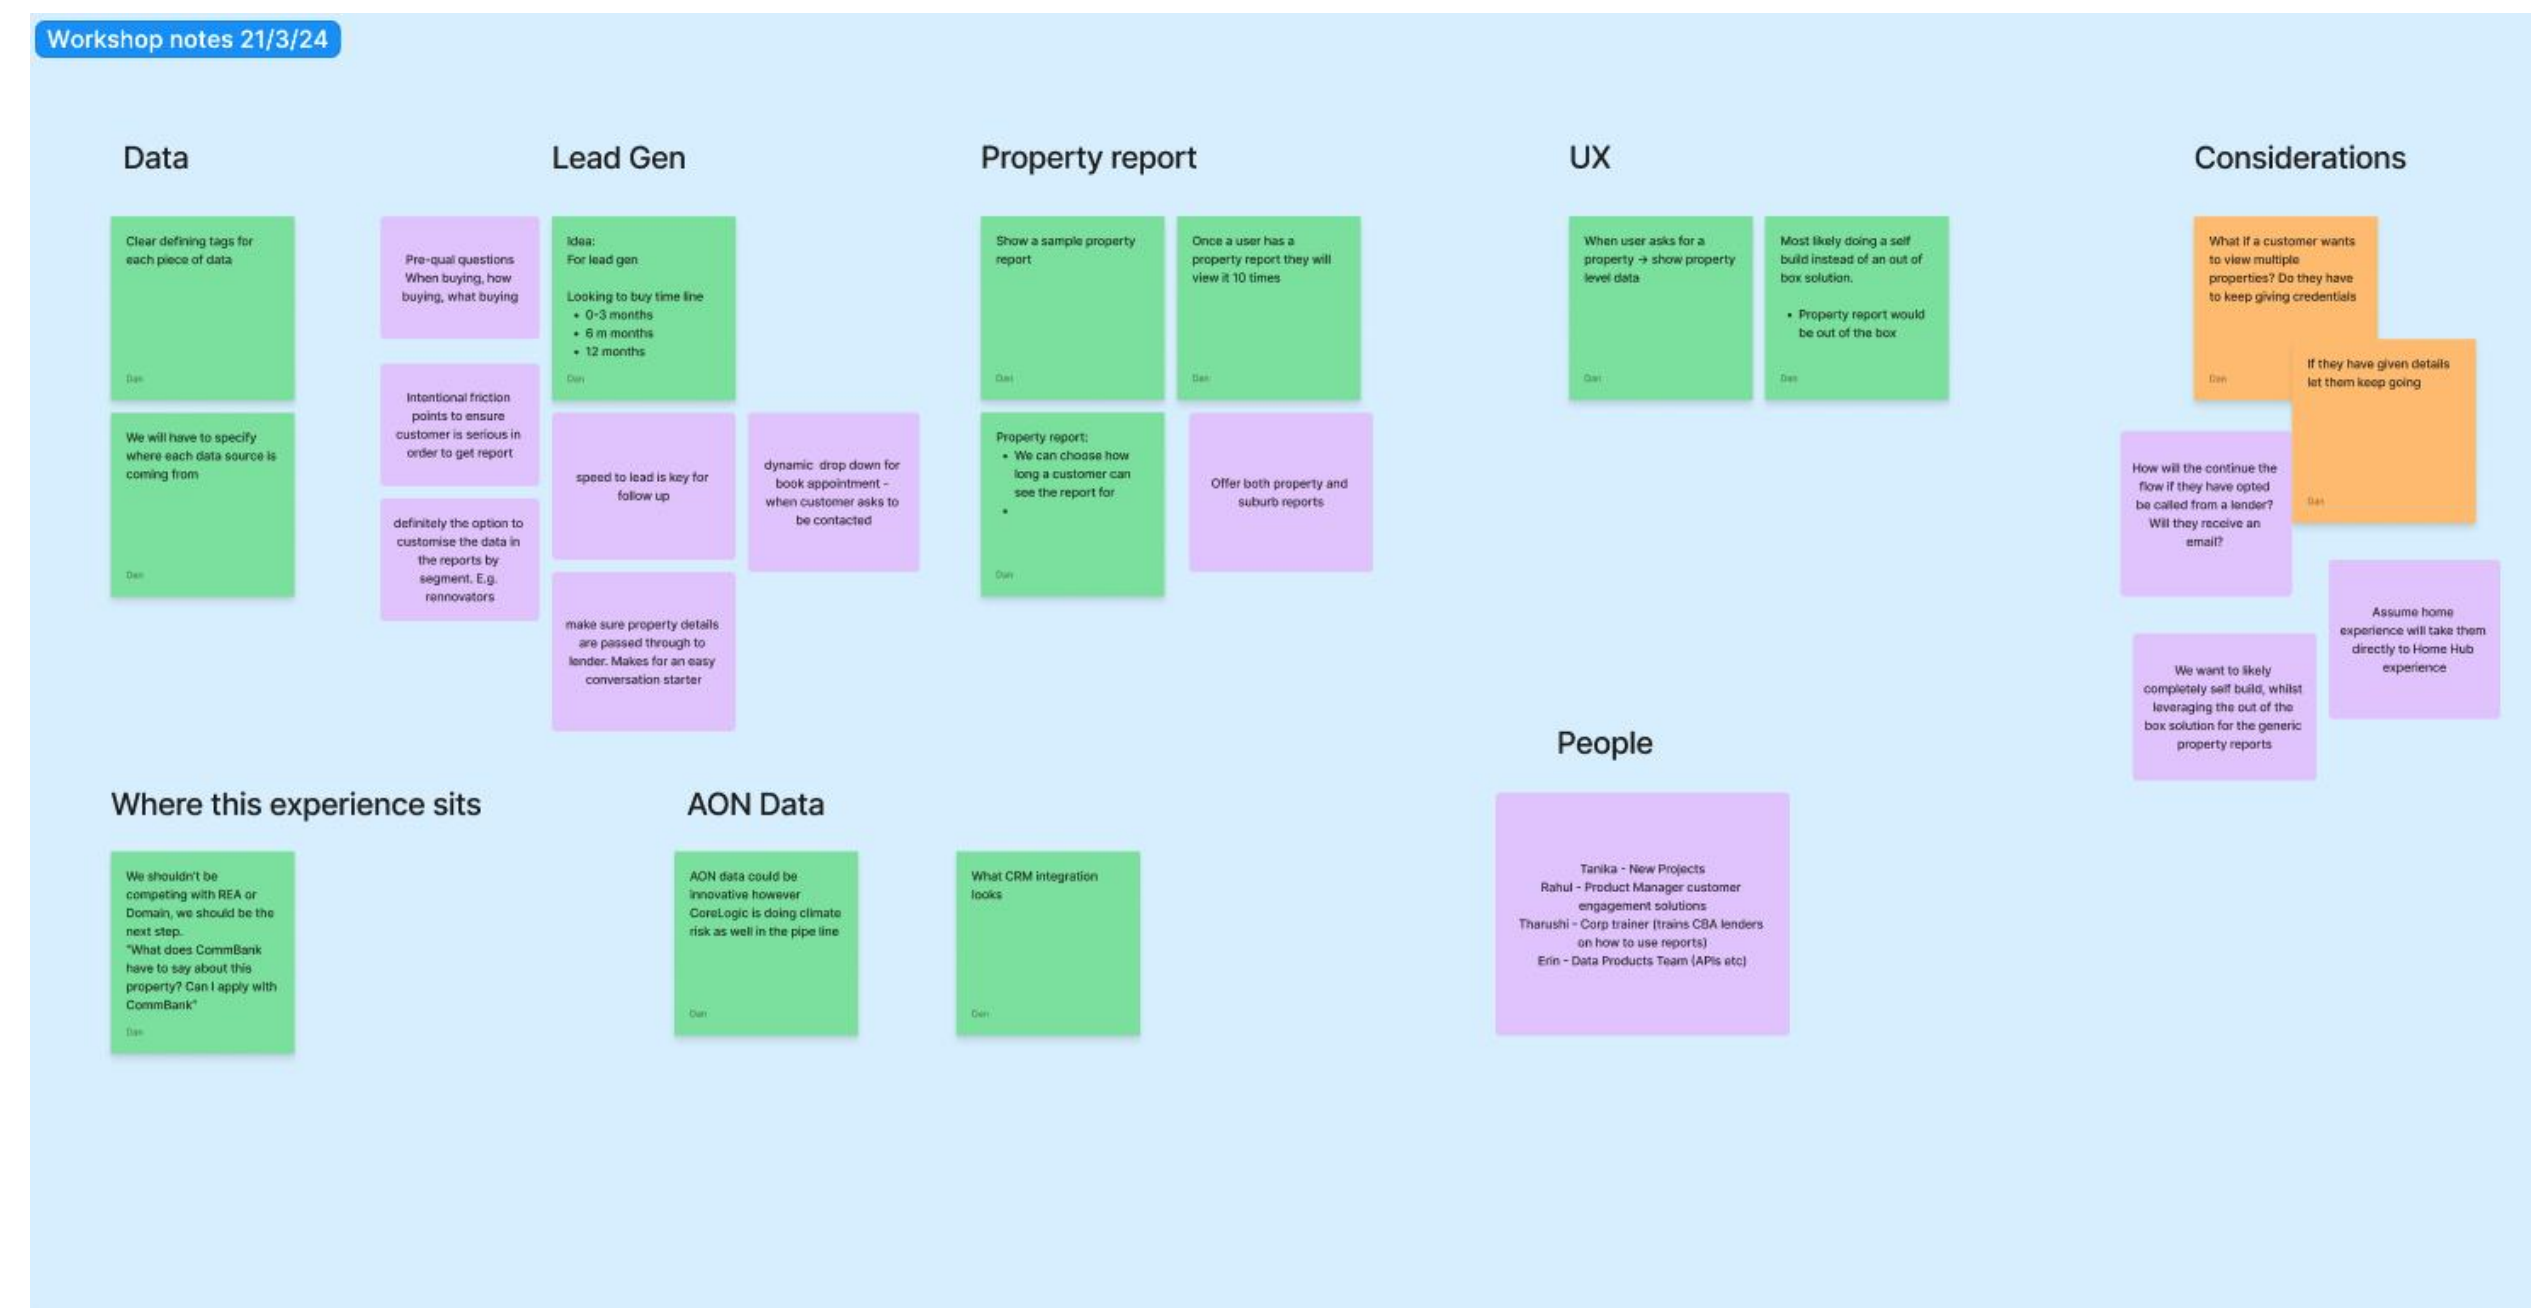 Workshop notes 21/3/24
Data
Clear defining tags for
each piece of data
Dan
We will have to specify
where each data source is
coming from
Dan
Lead Gen
Pre-qual questions
When buying, how
buying, what buying
Intentional friction
points to ensure
customer is serious in
order to get report
definitely the option to
customise the data in
the reports by
segment. E.g.
rennovators
Idea:
For lead gen
Looking to buy time line
• 0-3 months
• 6 m months
• 12 months
Dan
speed to lead is key for
follow up
dynamic drop down for
book appointment -
when customer asks to
be contacted
make sure property details
are passed through to
lender. Makes for an easy
conversation starter
Property report
Show a sample property
report
Dan
Once a user has a
property report they will
view it 10 times
Dan
Property report:
• We can choose how
long a customer can
see the report for
•
Dan
Offer both property and
suburb reports
UX
When user asks for a
property → show property
level data
Dan
Most likely doing a self
build instead of an out of
box solution.
• Property report would
be out of the box
Dan
Considerations
What if a customer wants
to view multiple
properties? Do they have
to keep giving credentials
Dan
If they have given details
let them keep going
Dan
How will the continue the
flow if they have opted
be called from a lender?
Will they receive an
email?
Assume home
experience will take them
directly to Home Hub
experience
We want to likely
completely self build, whilst
leveraging the out of the
box solution for the generic
property reports
Where this experience sits
We shouldn't be
competing with REA or
Domain, we should be the
next step.
"What does CommBank
have to say about this
property? Can I apply with
CommBank"
Dan
AON Data
AON data could be
innovative however
CoreLogic is doing climate
risk as well in the pipe line
Dan
What CRM integration
looks
Dan
People
Tanika - New Projects
Rahul - Product Manager customer
engagement solutions
Tharushi - Corp trainer (trains CBA lenders
on how to use reports)
Erin - Data Products Team (APIs etc)